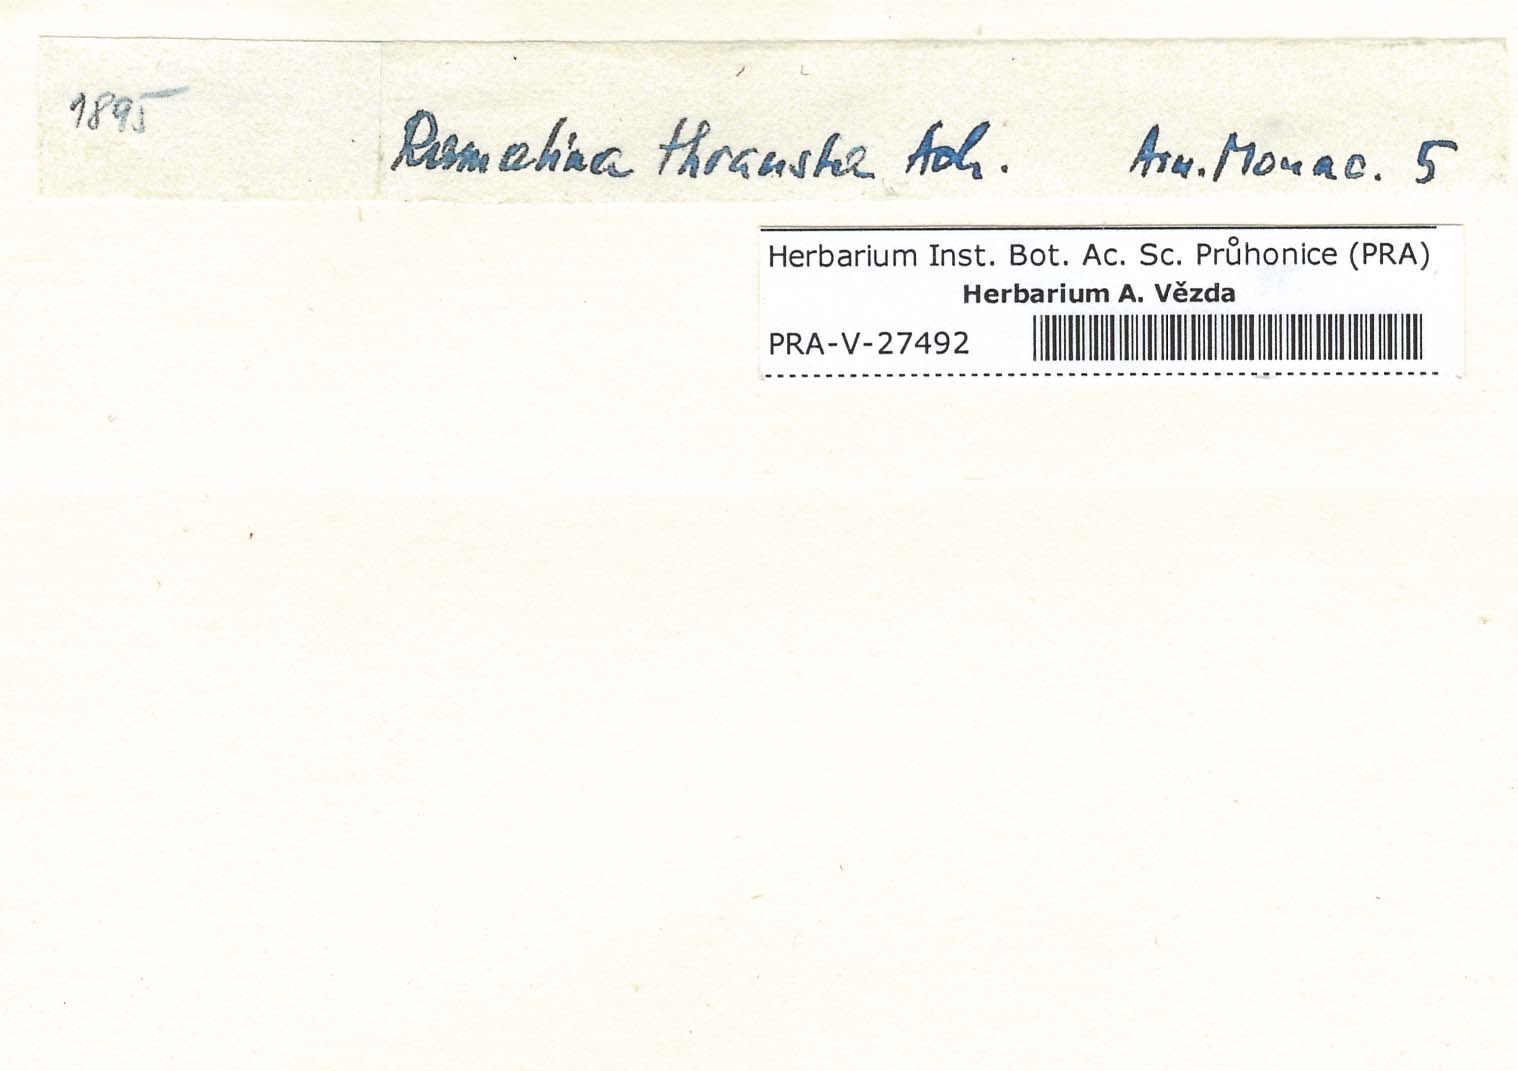 1895
Ramalina thrausta Ach. Arn. Monac. 5
Herbarium Inst. Bot. Ac. Sc. Průhonice (PRA)
Herbarium A. Vězda
PRA-V-27492